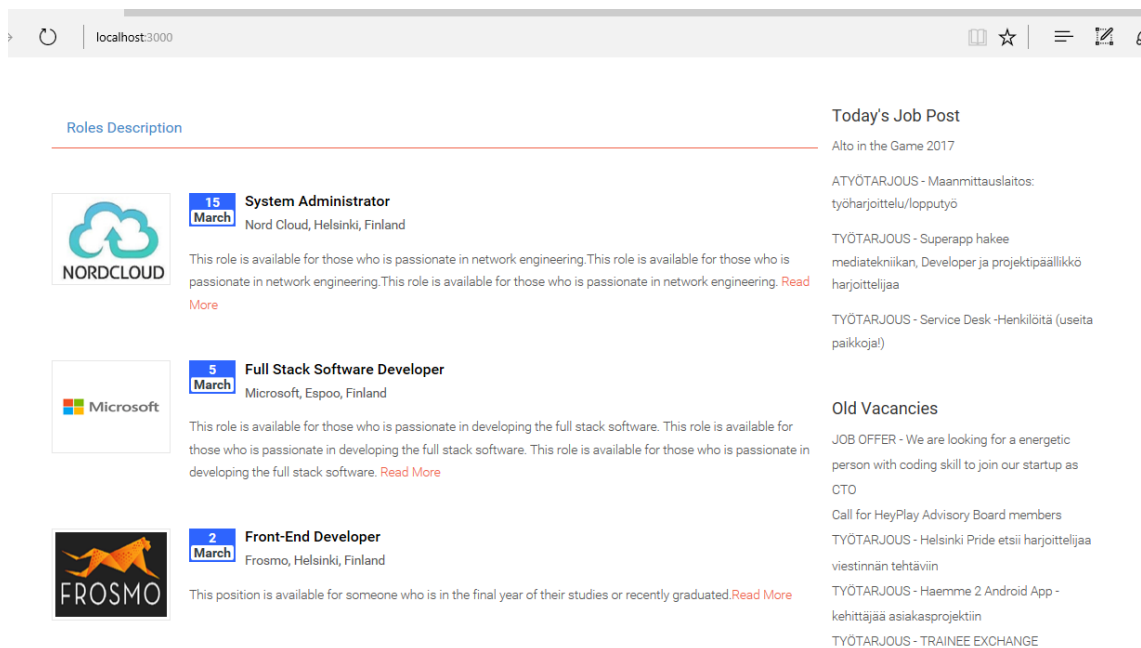 localhost:3000
Roles Description
NORDCLOUD
15
March
System Administrator
Nord Cloud, Helsinki, Finland
This role is available for those who is passionate in network engineering.This role is available for those who is
passionate in network engineering.This role is available for those who is passionate in network engineering. Read
More
Microsoft
5
March
Full Stack Software Developer
Microsoft, Espoo, Finland
This role is available for those who is passionate in developing the full stack software. This role is available for
those who is passionate in developing the full stack software. This role is available for those who is passionate in
developing the full stack software. Read More
FROSMO
2
March
Front-End Developer
Frosmo, Helsinki, Finland
This position is available for someone who is in the final year of their studies or recently graduated.Read More
Today's Job Post
Alto in the Game 2017
ATYÖTARJOUS - Maanmittauslaitos:
työharjoittelu/lopputyö
TYÖTARJOUS - Superapp hakee
mediatekniikan, Developer ja projektipäällikkö
harjoittelijaa
TYÖTARJOUS - Service Desk -Henkilöitä (useita
paikkoja!)
Old Vacancies
JOB OFFER - We are looking for a energetic
person with coding skill to join our startup as
CTO
Call for HeyPlay Advisory Board members
TYÖTARJOUS - Helsinki Pride etsii harjoittelijaa
viestinnän tehtäviin
TYÖTARJOUS - Haemme 2 Android App -
kehittäjää asiakasprojektiin
TYÖTARJOUS - TRAINEE EXCHANGE